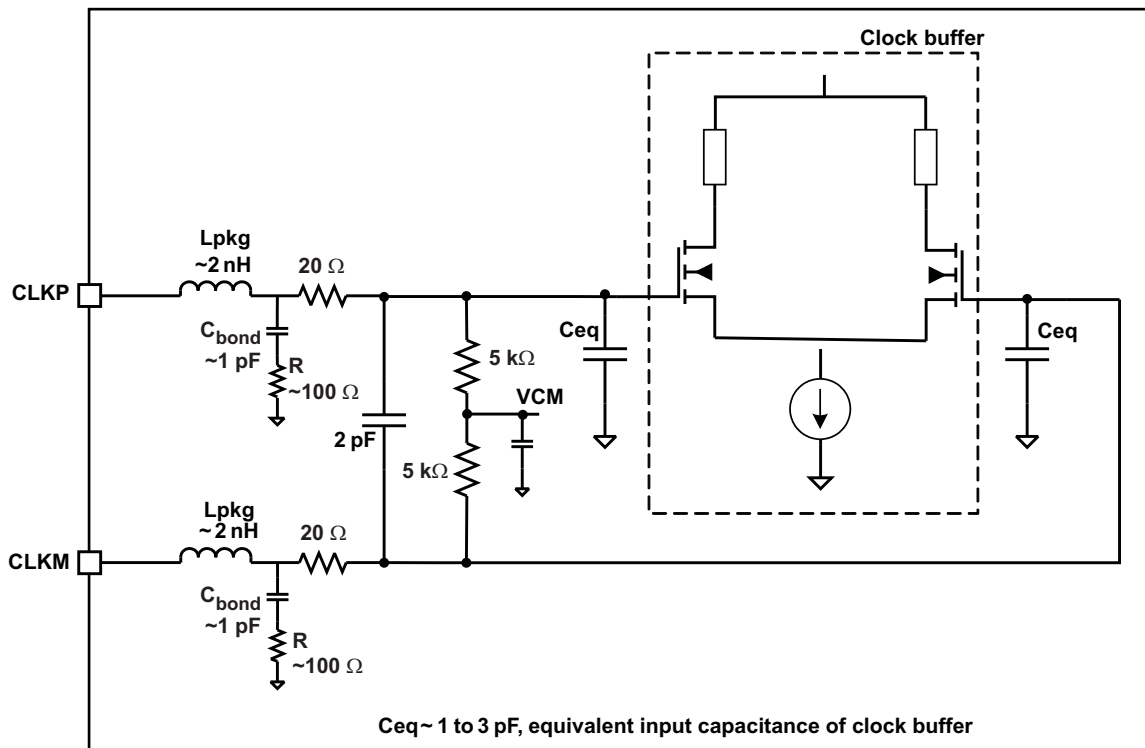 Clock buffer
Lpkg
~2 nH
20 Ω
CLKP
C_bond
~1 pF
R
~100 Ω
5 kΩ
Ceq
Ceq
VCM
2 pF
5 kΩ
Lpkg
~ 2 nH
20 Ω
CLKM
C_bond
~1 pF
R
~100 Ω
Ceq~ 1 to 3 pF, equivalent input capacitance of clock buffer